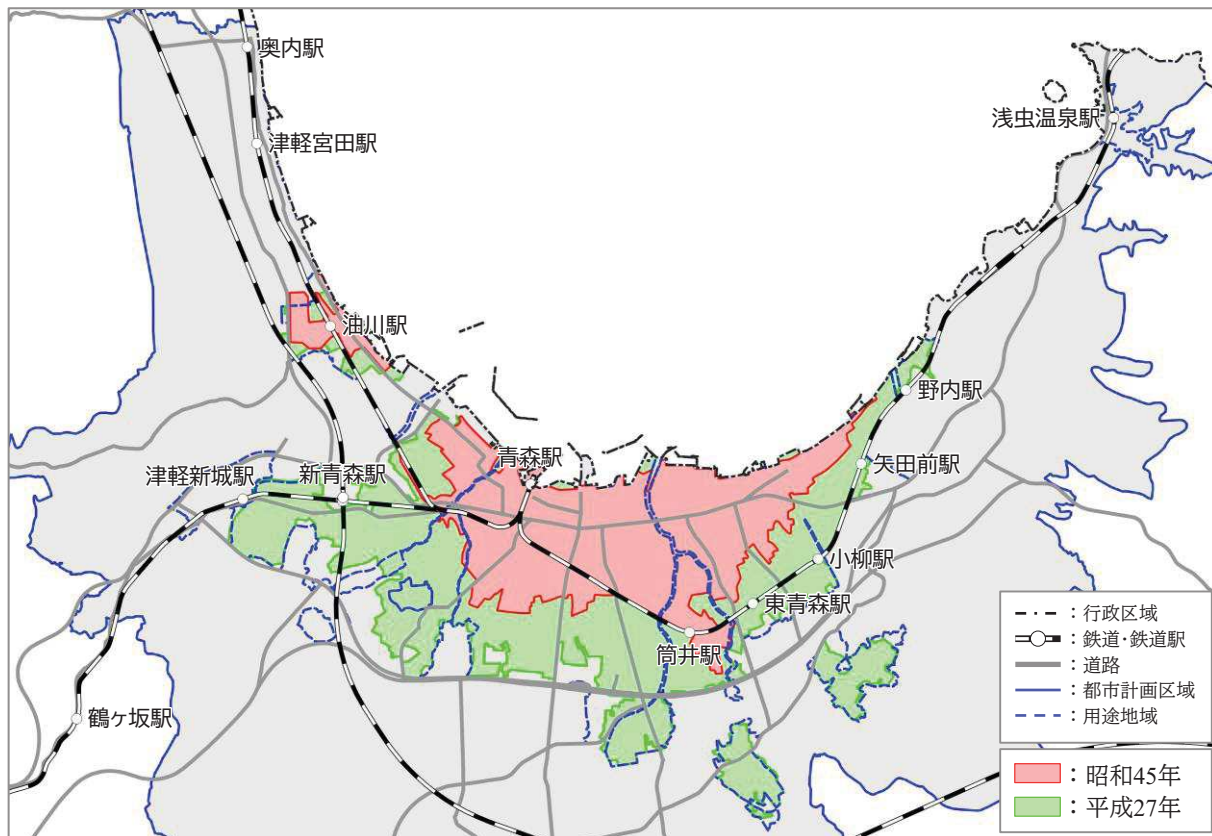 奥内駅
津軽宮田駅
浅虫温泉駅
油川駅
野内駅
青森駅
矢田前駅
津軽新城駅
新青森駅
小柳駅
東青森駅
筒井駅
鶴ヶ坂駅
：行政区域
：鉄道・鉄道駅
：道路
：都市計画区域
：用途地域
：昭和45年
：平成27年